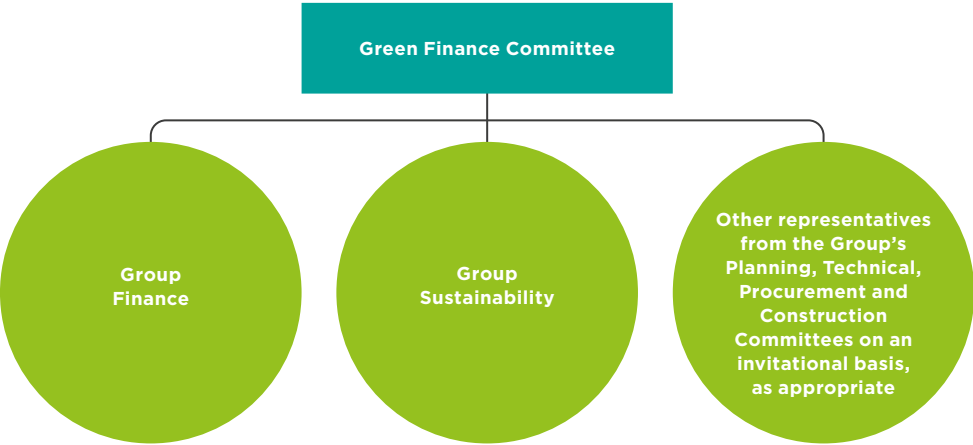 Green Finance Committee
Group
Finance
Group
Sustainability
Other representatives
from the Group’s
Planning, Technical,
Procurement and
Construction
Committees on an
invitational basis,
as appropriate